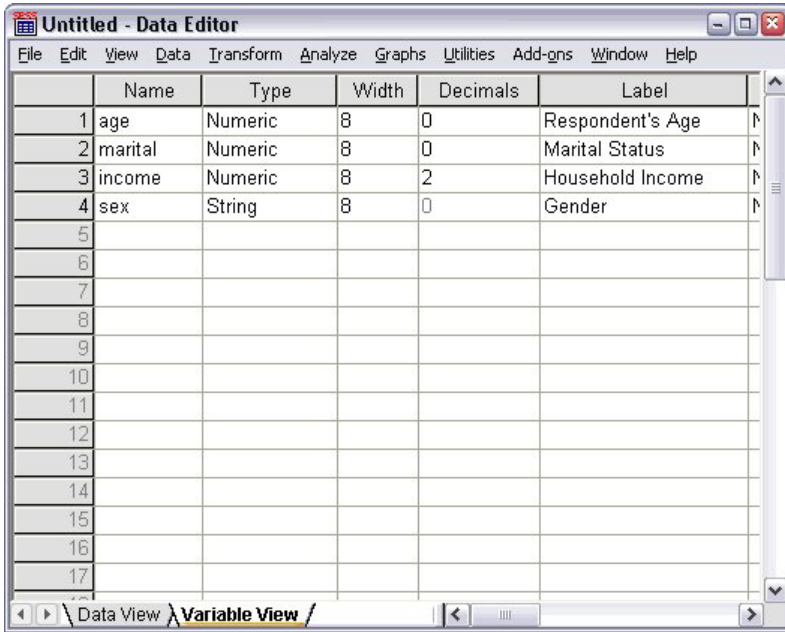 Untitled - Data Editor
File Edit View Data Transform Analyze Graphs Utilities Add-ons Window Help
Name Type Width Decimals Label
1 age Numeric 8 0 Respondent's Age
2 marital Numeric 8 0 Marital Status
3 income Numeric 8 2 Household Income
4 sex String 8 0 Gender
5
6
7
8
9
10
11
12
13
14
15
16
17
Data View Variable View